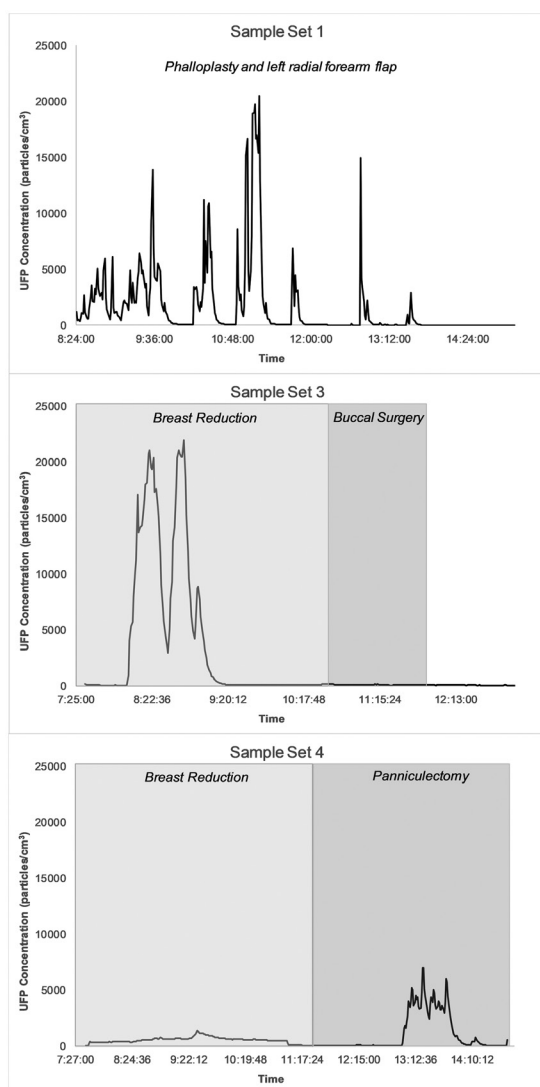 Sample Set 1
Phalloplasty and left radial forearm flap
25000
20000
15000
10000
5000
0
UFP Concentration (particles/cm³)
8:24:00 9:36:00 10:48:00 12:00:00 13:12:00 14:24:00
Time
Sample Set 3
Breast Reduction Buccal Surgery
25000
20000
15000
10000
5000
0
UFP Concentration (particles/cm³)
7:25:00 8:22:36 9:20:12 10:17:48 11:15:24 12:13:00
Time
Sample Set 4
Breast Reduction Panniculectomy
25000
20000
15000
10000
5000
0
UFP Concentration (particles/cm³)
7:27:00 8:24:36 9:22:12 10:19:48 11:17:24 12:15:00 13:12:36 14:10:12
Time